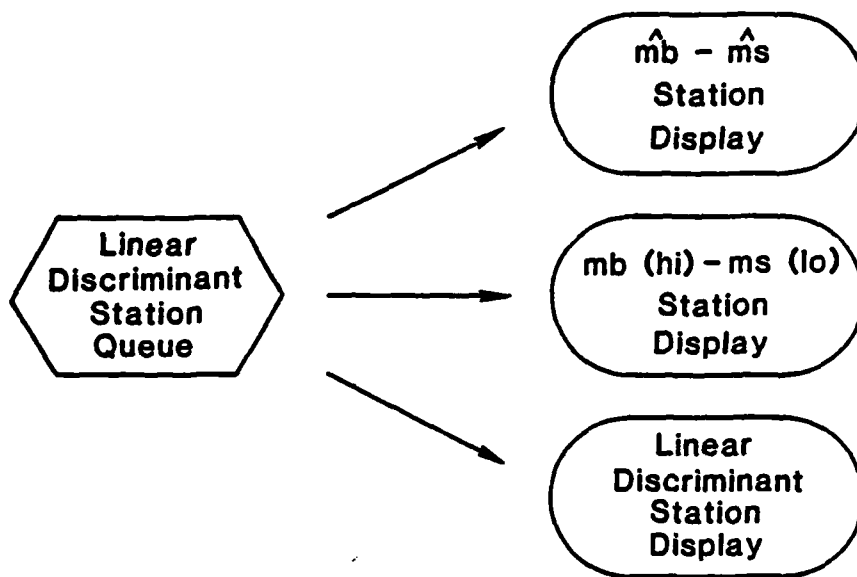 Linear
Discriminant
Station
Queue
m̂b - m̂s
Station
Display
mb (hi) - ms (lo)
Station
Display
Linear
Discriminant
Station
Display